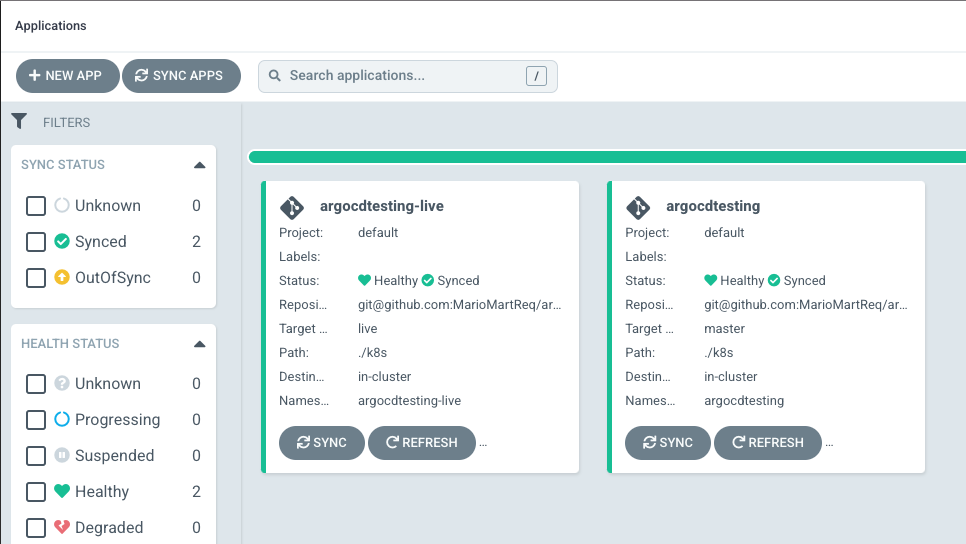 Applications
NEW APP SYNC APPS Search applications... /
FILTERS
SYNC STATUS
Unknown 0
Synced 2
OutOfSync 0
HEALTH STATUS
Unknown 0
Progressing 0
Suspended 0
Healthy 2
Degraded 0
argocdtesting-live
Project: default
Labels:
Status: Healthy Synced
Reposi... git@github.com:MarioMartReq/ar...
Target ... live
Path: ./k8s
Destin... in-cluster
Names... argocdtesting-live
SYNC REFRESH ...
argocdtesting
Project: default
Labels:
Status: Healthy Synced
Reposi... git@github.com:MarioMartReq/ar...
Target ... master
Path: ./k8s
Destin... in-cluster
Names... argocdtesting
SYNC REFRESH ...